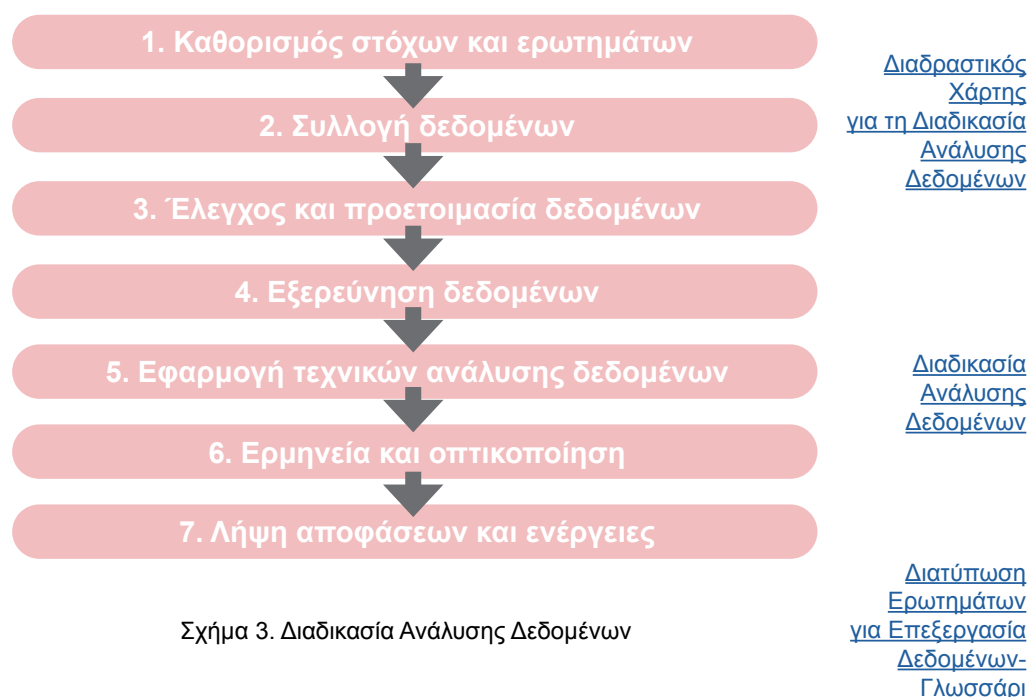 1. Καθορισμός στόχων και ερωτημάτων
2. Συλλογή δεδομένων
3. Έλεγχος και προετοιμασία δεδομένων
4. Εξερεύνηση δεδομένων
5. Εφαρμογή τεχνικών ανάλυσης δεδομένων
6. Ερμηνεία και οπτικοποίηση
7. Λήψη αποφάσεων και ενέργειες
Σχήμα 3. Διαδικασία Ανάλυσης Δεδομένων
Διαδραστικός
Χάρτης
για τη Διαδικασία
Ανάλυσης
Δεδομένων
Διαδικασία
Ανάλυσης
Δεδομένων
Διατύπωση
Ερωτημάτων
για Επεξεργασία
Δεδομένων-
Γλωσσάρι